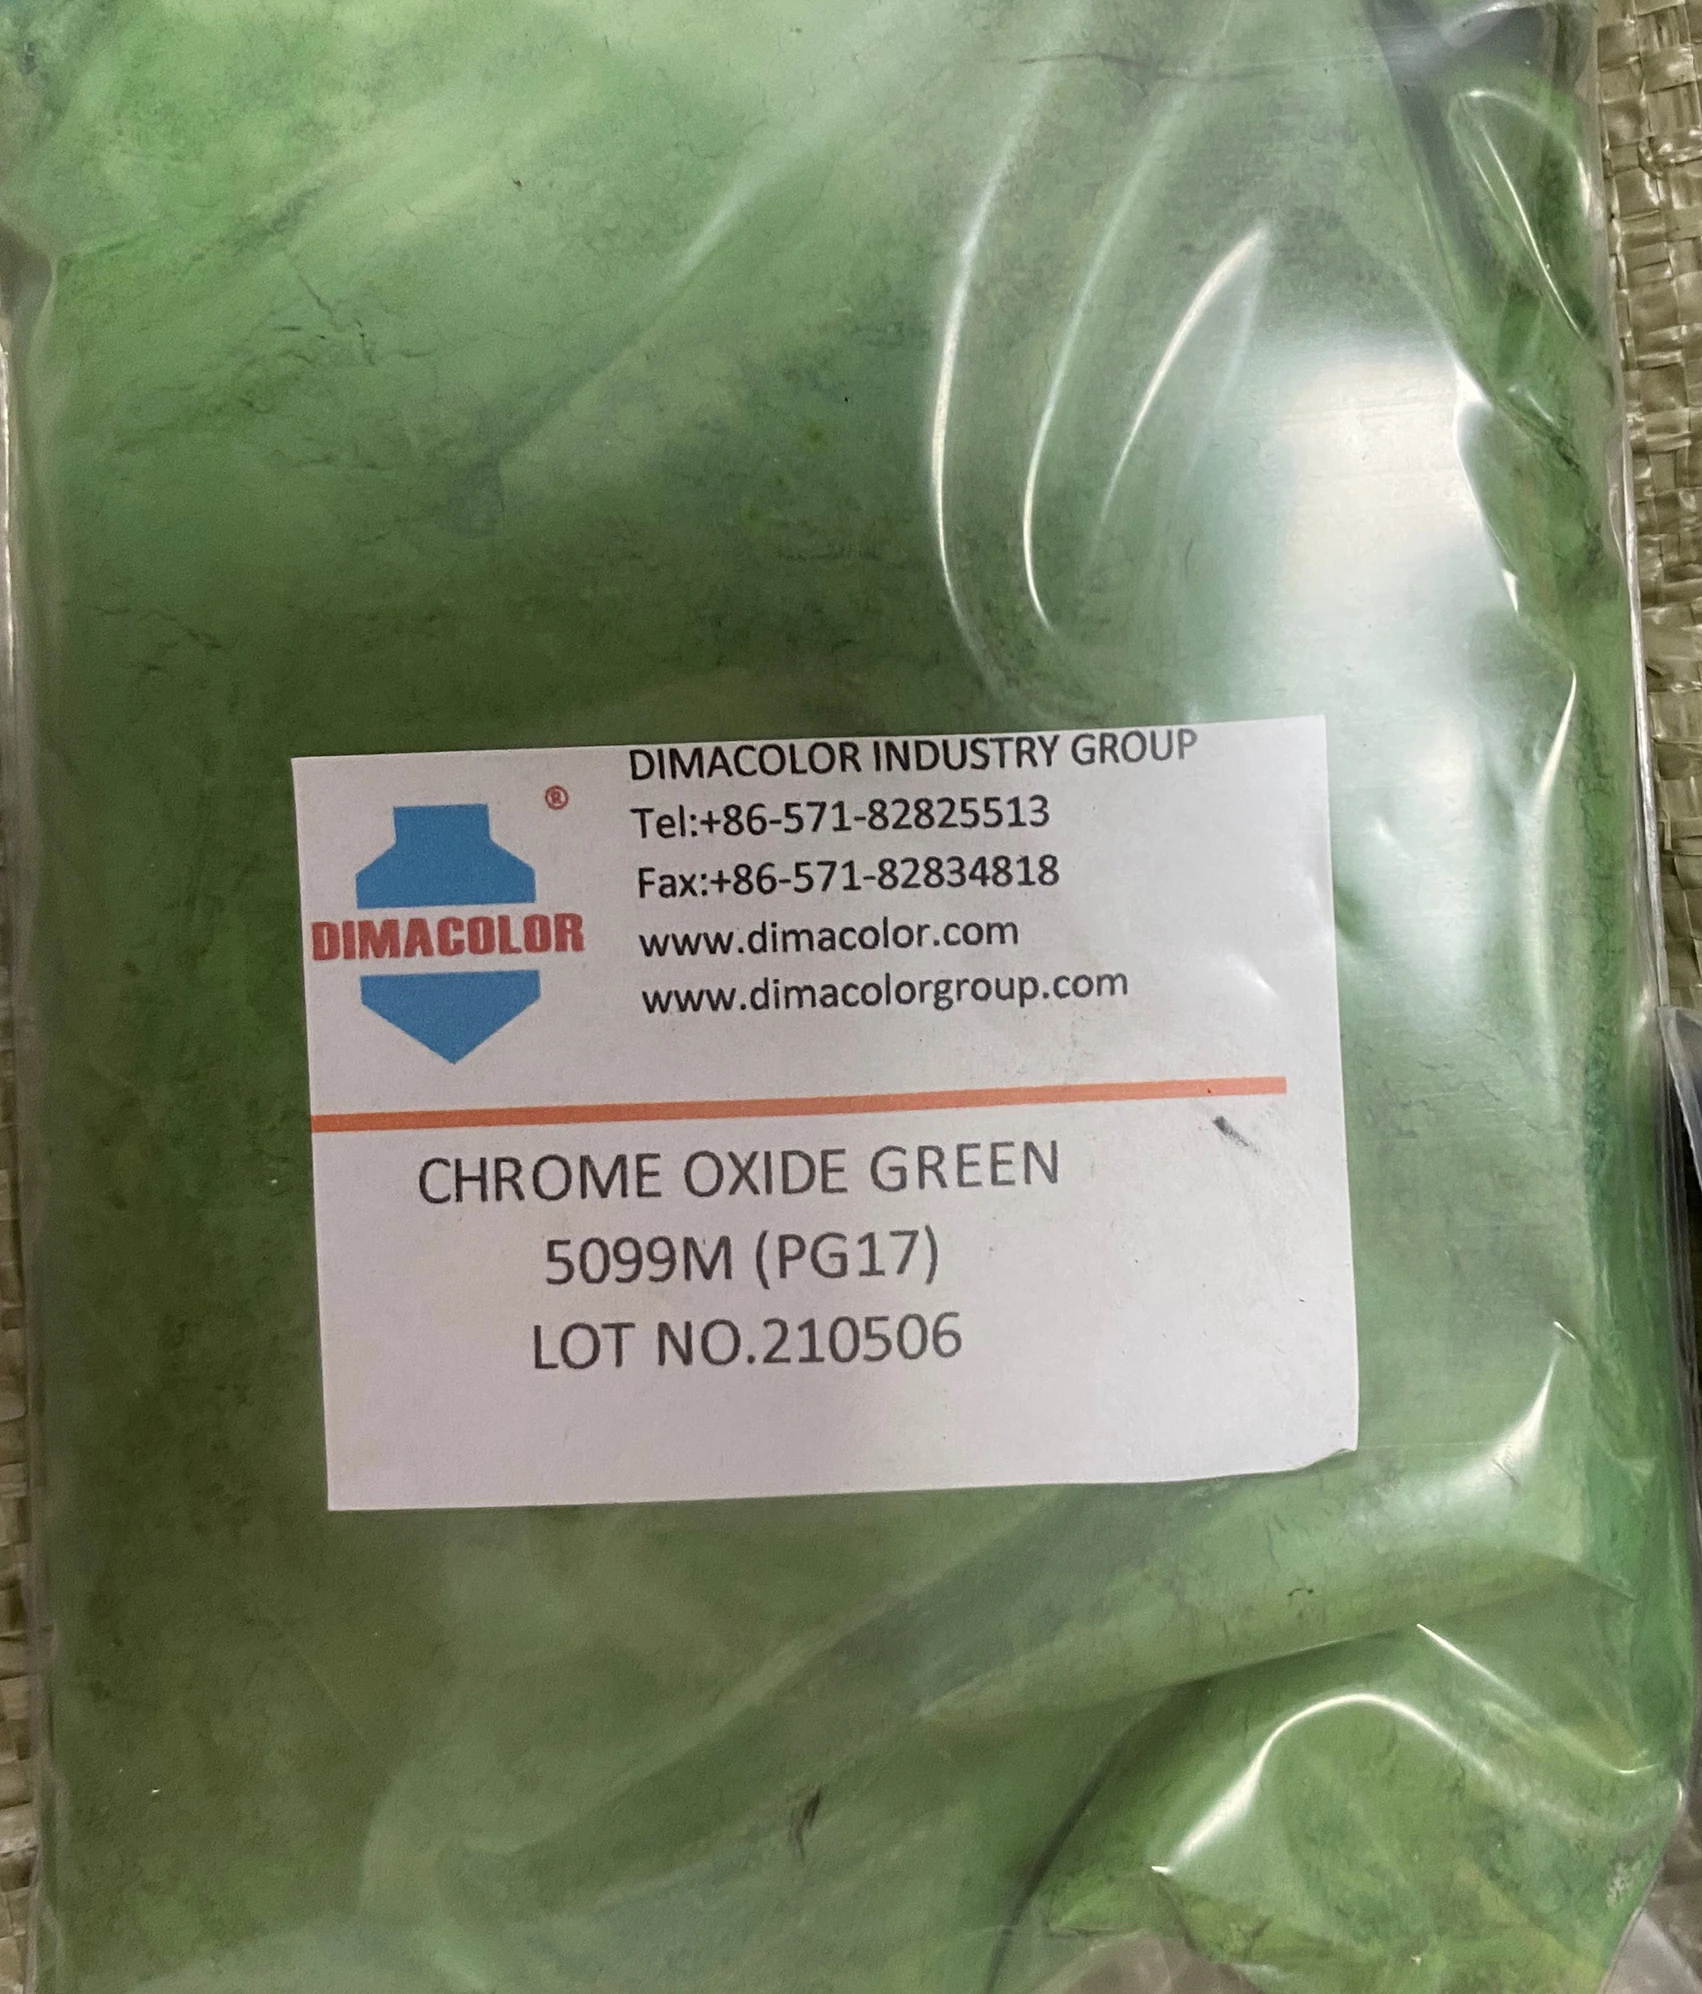 DIMACOLOR INDUSTRY GROUP
Tel:+86-571-82825513
Fax:+86-571-82834818
www.dimacolor.com
www.dimacolorgroup.com
®
DIMACOLOR
CHROME OXIDE GREEN
5099M (PG17)
LOT NO.210506